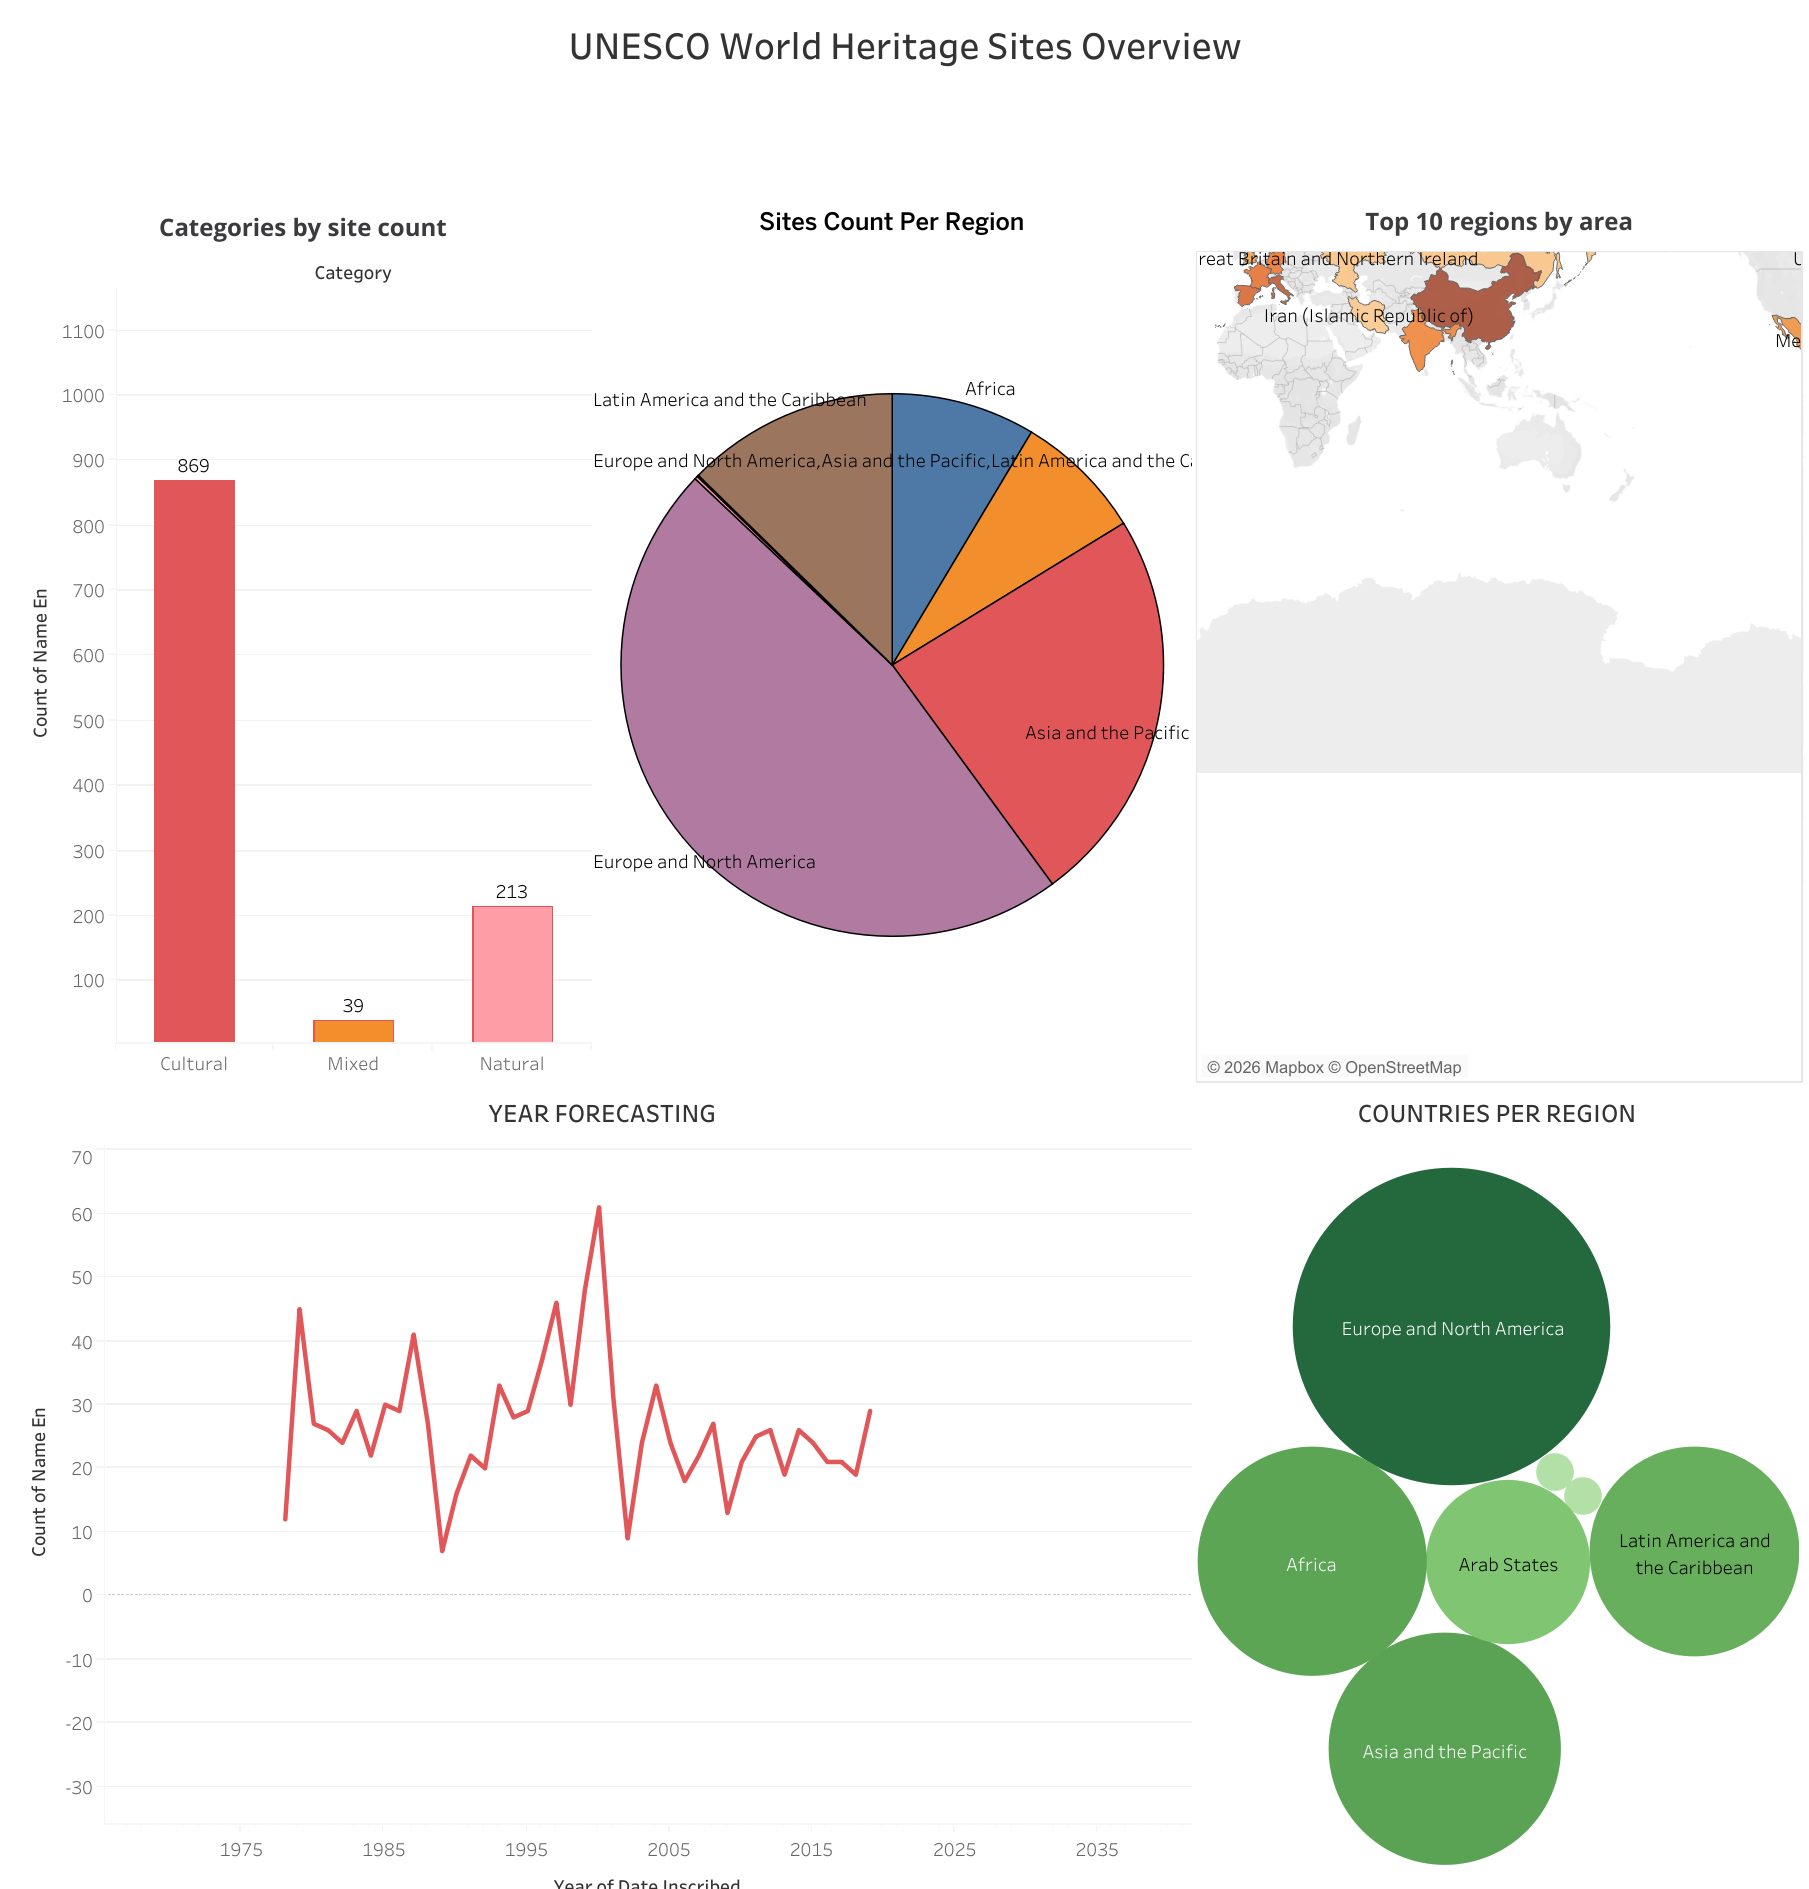 UNESCO World Heritage Sites Overview
Categories by site count
Category
Count of Name En
1100
1000
900
800
700
600
500
400
300
200
100
869
39
213
Cultural
Mixed
Natural
Sites Count Per Region
Africa
Latin America and the Caribbean
Europe and North America,Asia and the Pacific,Latin America and the
Asia and the Pacific
Europe and North America
Top 10 regions by area
Britain and Northern Ireland
Iran (Islamic Republic of)
© 2026 Mapbox © OpenStreetMap
YEAR FORECASTING
Count of Name En
70
60
50
40
30
20
10
0
-10
-20
-30
1975
1985
1995
2005
2015
2025
2035
Year of Date Inscribed
COUNTRIES PER REGION
Europe and North America
Africa
Arab States
Latin America and
the Caribbean
Asia and the Pacific